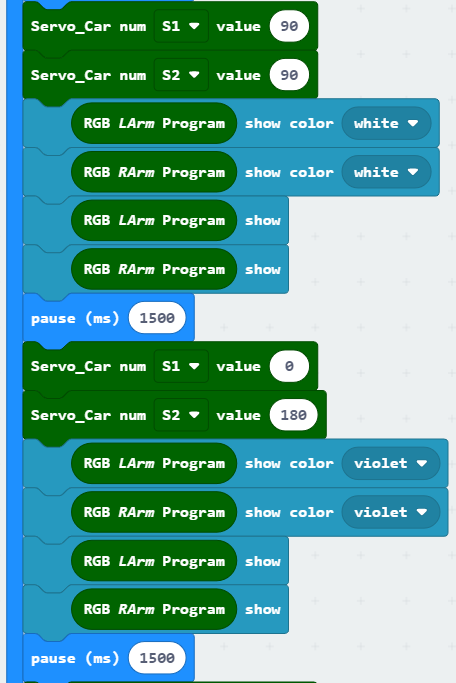 Servo_Car num S1 value 90
Servo_Car num S2 value 90
RGB LArm Program show color white
RGB RArm Program show color white
RGB LArm Program show
RGB RArm Program show
pause (ms) 1500
Servo_Car num S1 value 0
Servo_Car num S2 value 180
RGB LArm Program show color violet
RGB RArm Program show color violet
RGB LArm Program show
RGB RArm Program show
pause (ms) 1500